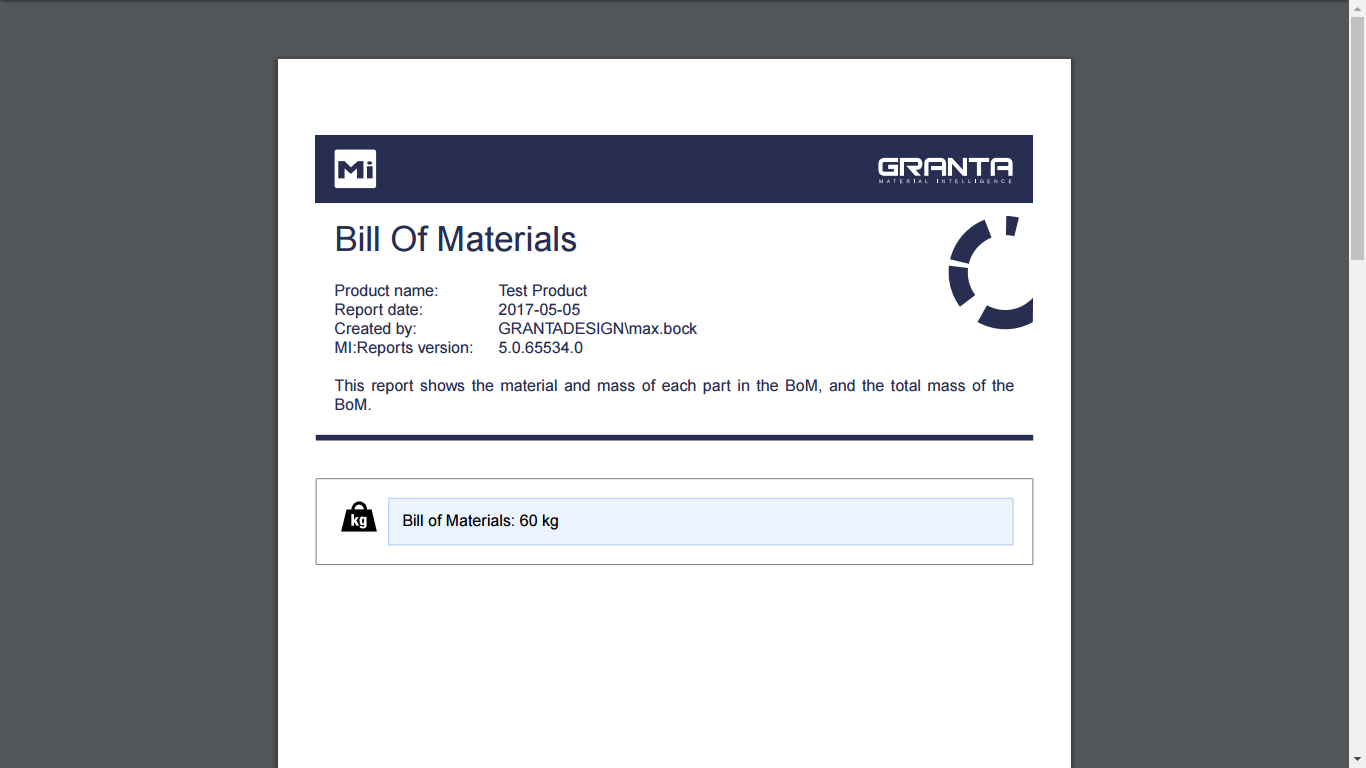 Mi
GRANTA
MATERIAL INTELLIGENCE
Bill Of Materials
Product name: Test Product
Report date: 2017-05-05
Created by: GRANTADESIGN\max.bock
MI:Reports version: 5.0.65534.0
This report shows the material and mass of each part in the BoM, and the total mass of the
BoM.
kg
Bill of Materials: 60 kg